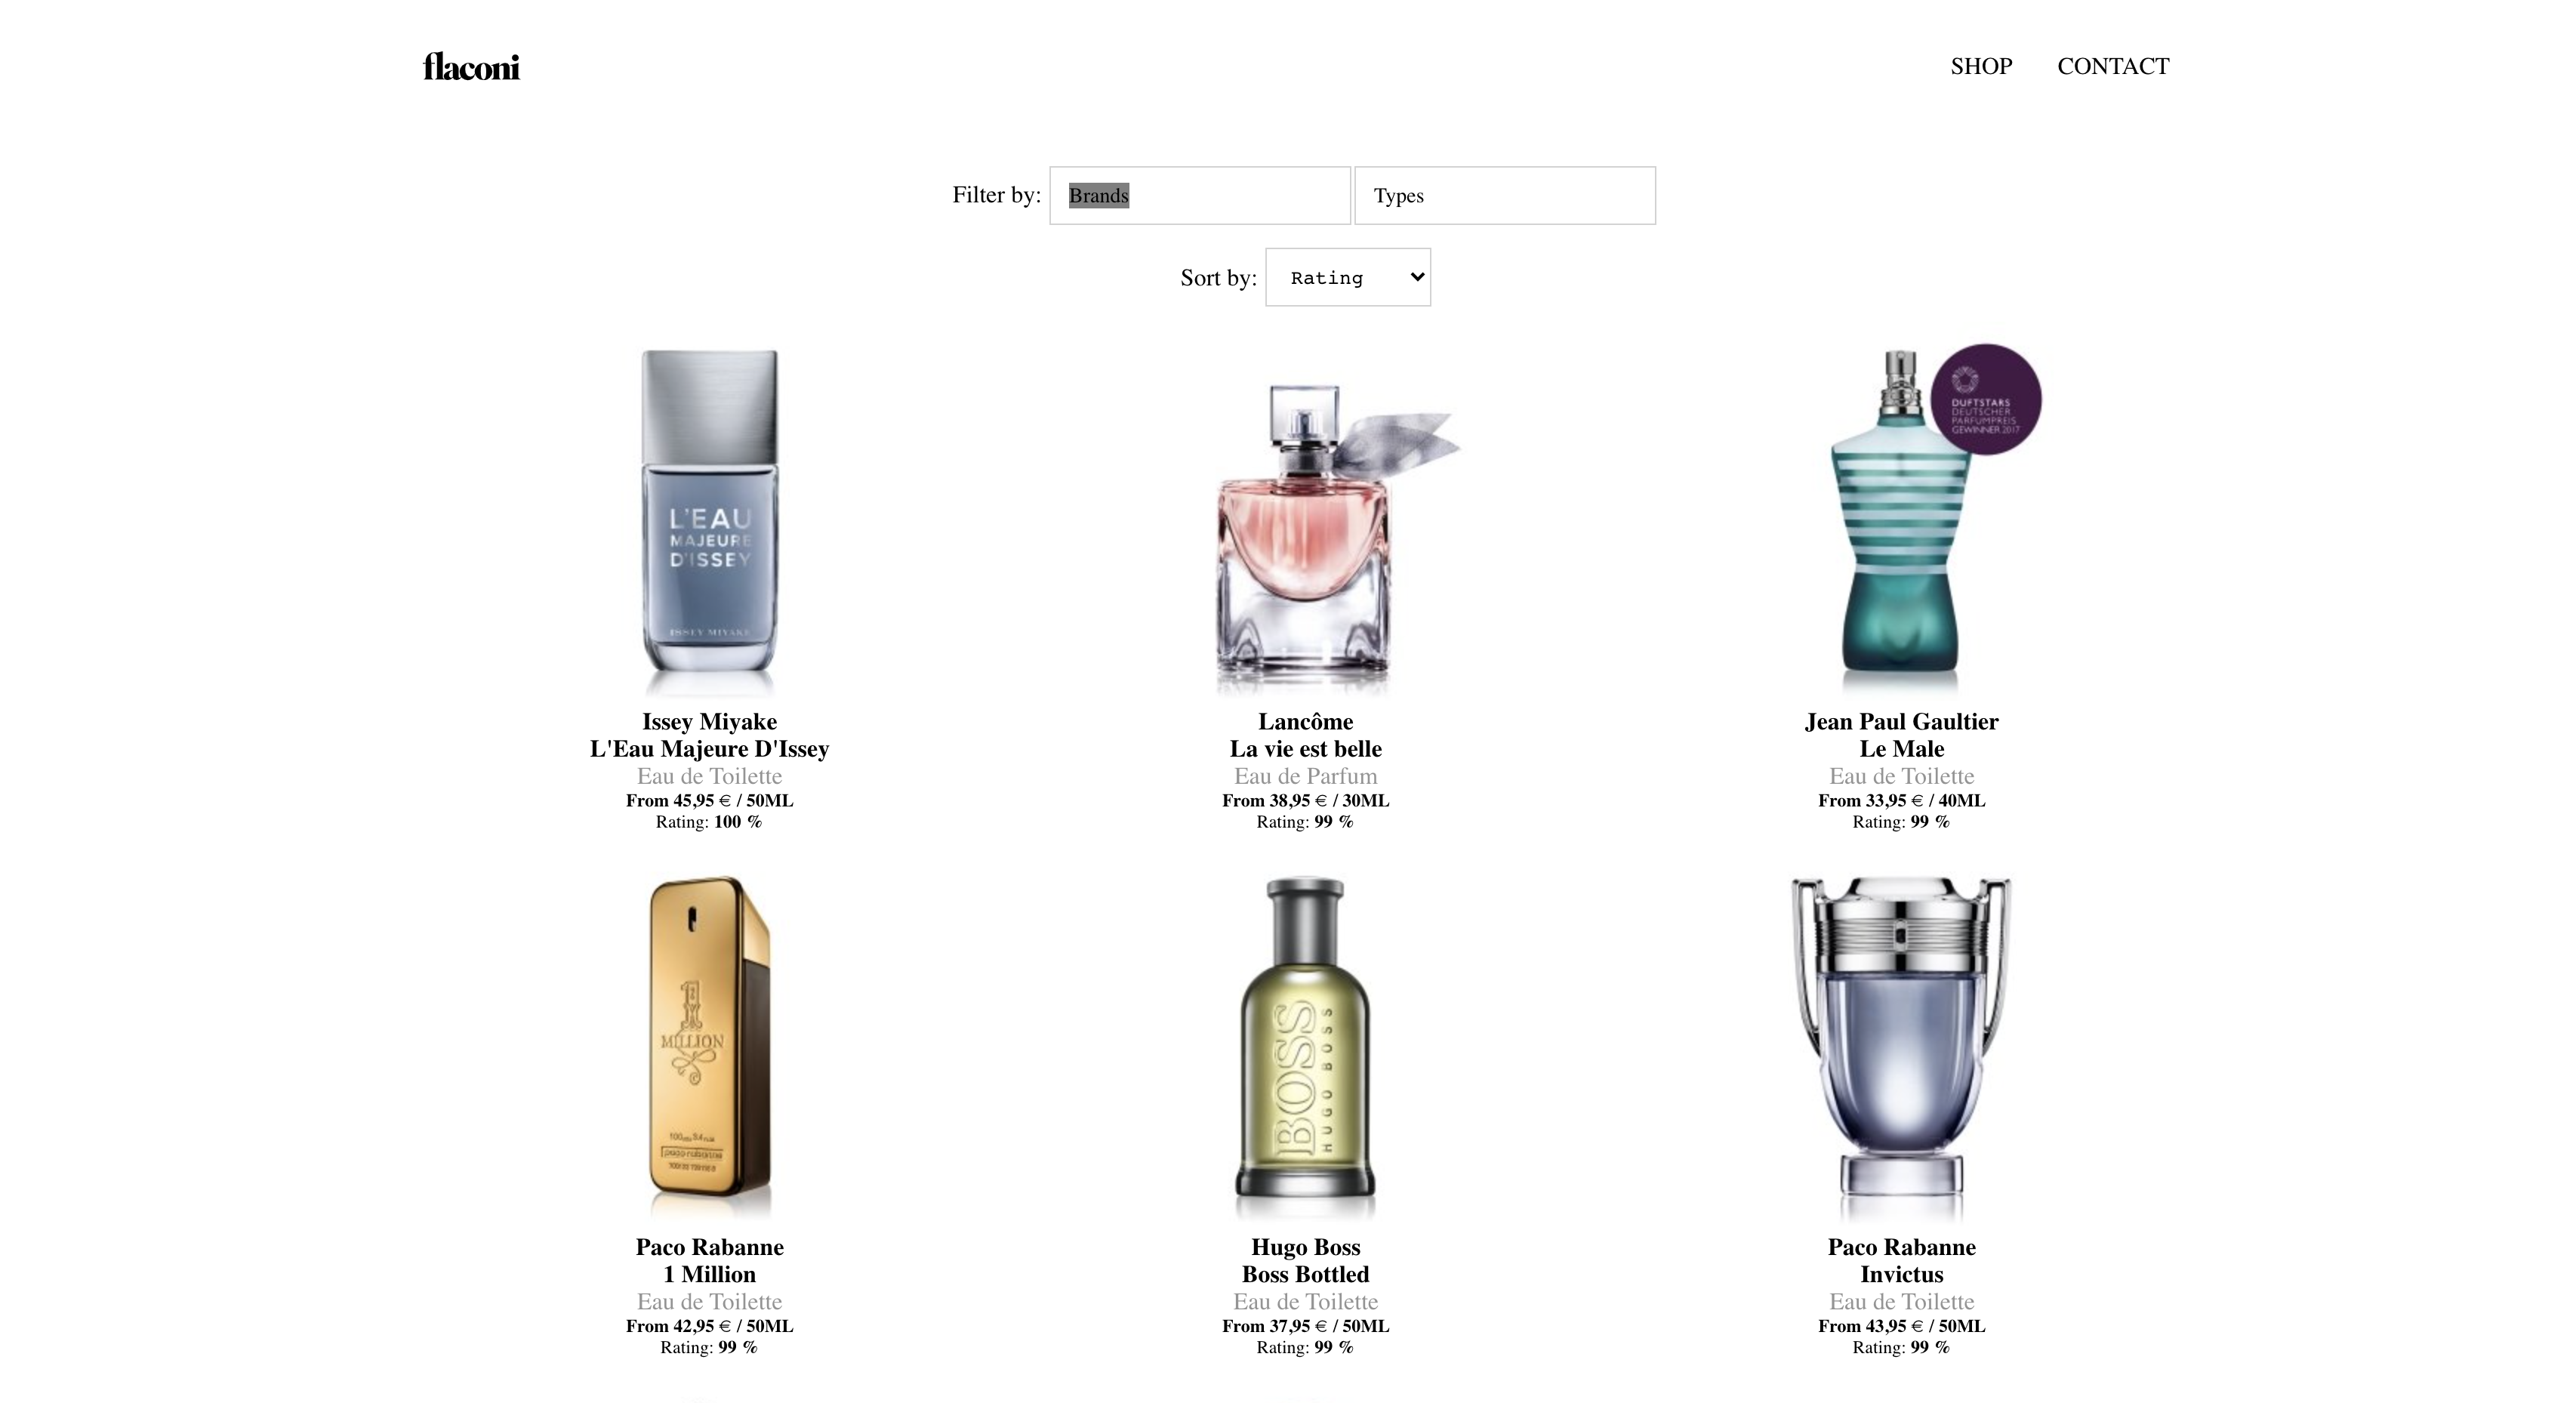 flaconi
SHOP
CONTACT
Filter by:
Brands
Types
Sort by:
Rating
L'EAU
MAJEURE
D'ISSEY
ISSEY MIYAKE
DUFTSTARS
DEUTSCHER
PARFUMPREIS
GEWINNER 2017
Issey Miyake
L'Eau Majeure D'Issey
Eau de Toilette
From 45,95 € / 50ML
Rating: 100 %
Lancôme
La vie est belle
Eau de Parfum
From 38,95 € / 30ML
Rating: 99 %
Jean Paul Gaultier
Le Male
Eau de Toilette
From 33,95 € / 40ML
Rating: 99 %
1
MILLION
paco rabanne
BOSS
HUGO BOSS
Paco Rabanne
1 Million
Eau de Toilette
From 42,95 € / 50ML
Rating: 99 %
Hugo Boss
Boss Bottled
Eau de Toilette
From 37,95 € / 50ML
Rating: 99 %
Paco Rabanne
Invictus
Eau de Toilette
From 43,95 € / 50ML
Rating: 99 %